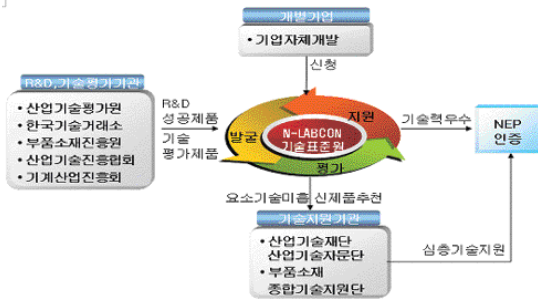 개별기업
• 기업자체개발
신청
R&D,기술평가기관
• 산업기술평가원
• 한국기술거래소
• 부품소재진흥원
• 산업기술진흥협회
• 기계산업진흥회
R&D
성공제품
기술
평가제품
발굴
지원
평가
N-LABCON
기술표준원
기술력우수
NEP
인증
요소기술미흡 신제품추천
기술지원기관
• 산업기술재단
산업기술자문단
• 부품소재
종합기술지원단
심층기술지원